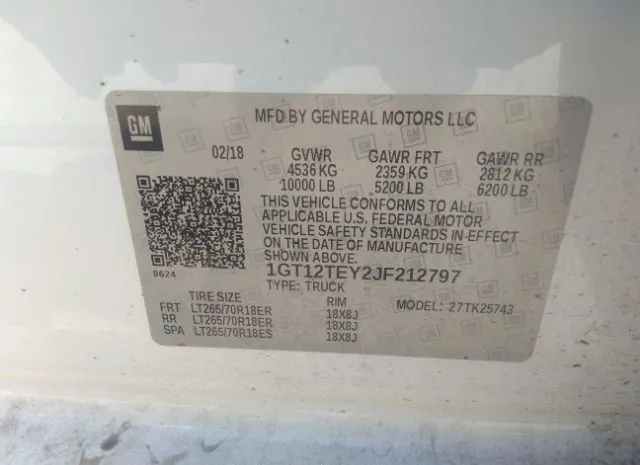 GM
MFD BY GENERAL MOTORS LLC
02/18 GVWR GAWR FRT GAWR RR
4536 KG 2359 KG 2812 KG
10000 LB 5200 LB 6200 LB
THIS VEHICLE CONFORMS TO ALL
APPLICABLE U.S. FEDERAL MOTOR
VEHICLE SAFETY STANDARDS IN EFFECT
ON THE DATE OF MANUFACTURE
SHOWN ABOVE.
8624 1GT12TEY2JF212797
TYPE: TRUCK
TIRE SIZE RIM MODEL: 27TK25743
FRT LT265/70R18ER 18X8J
RR LT265/70R18ER 18X8J
SPA LT265/70R18ES 18X8J